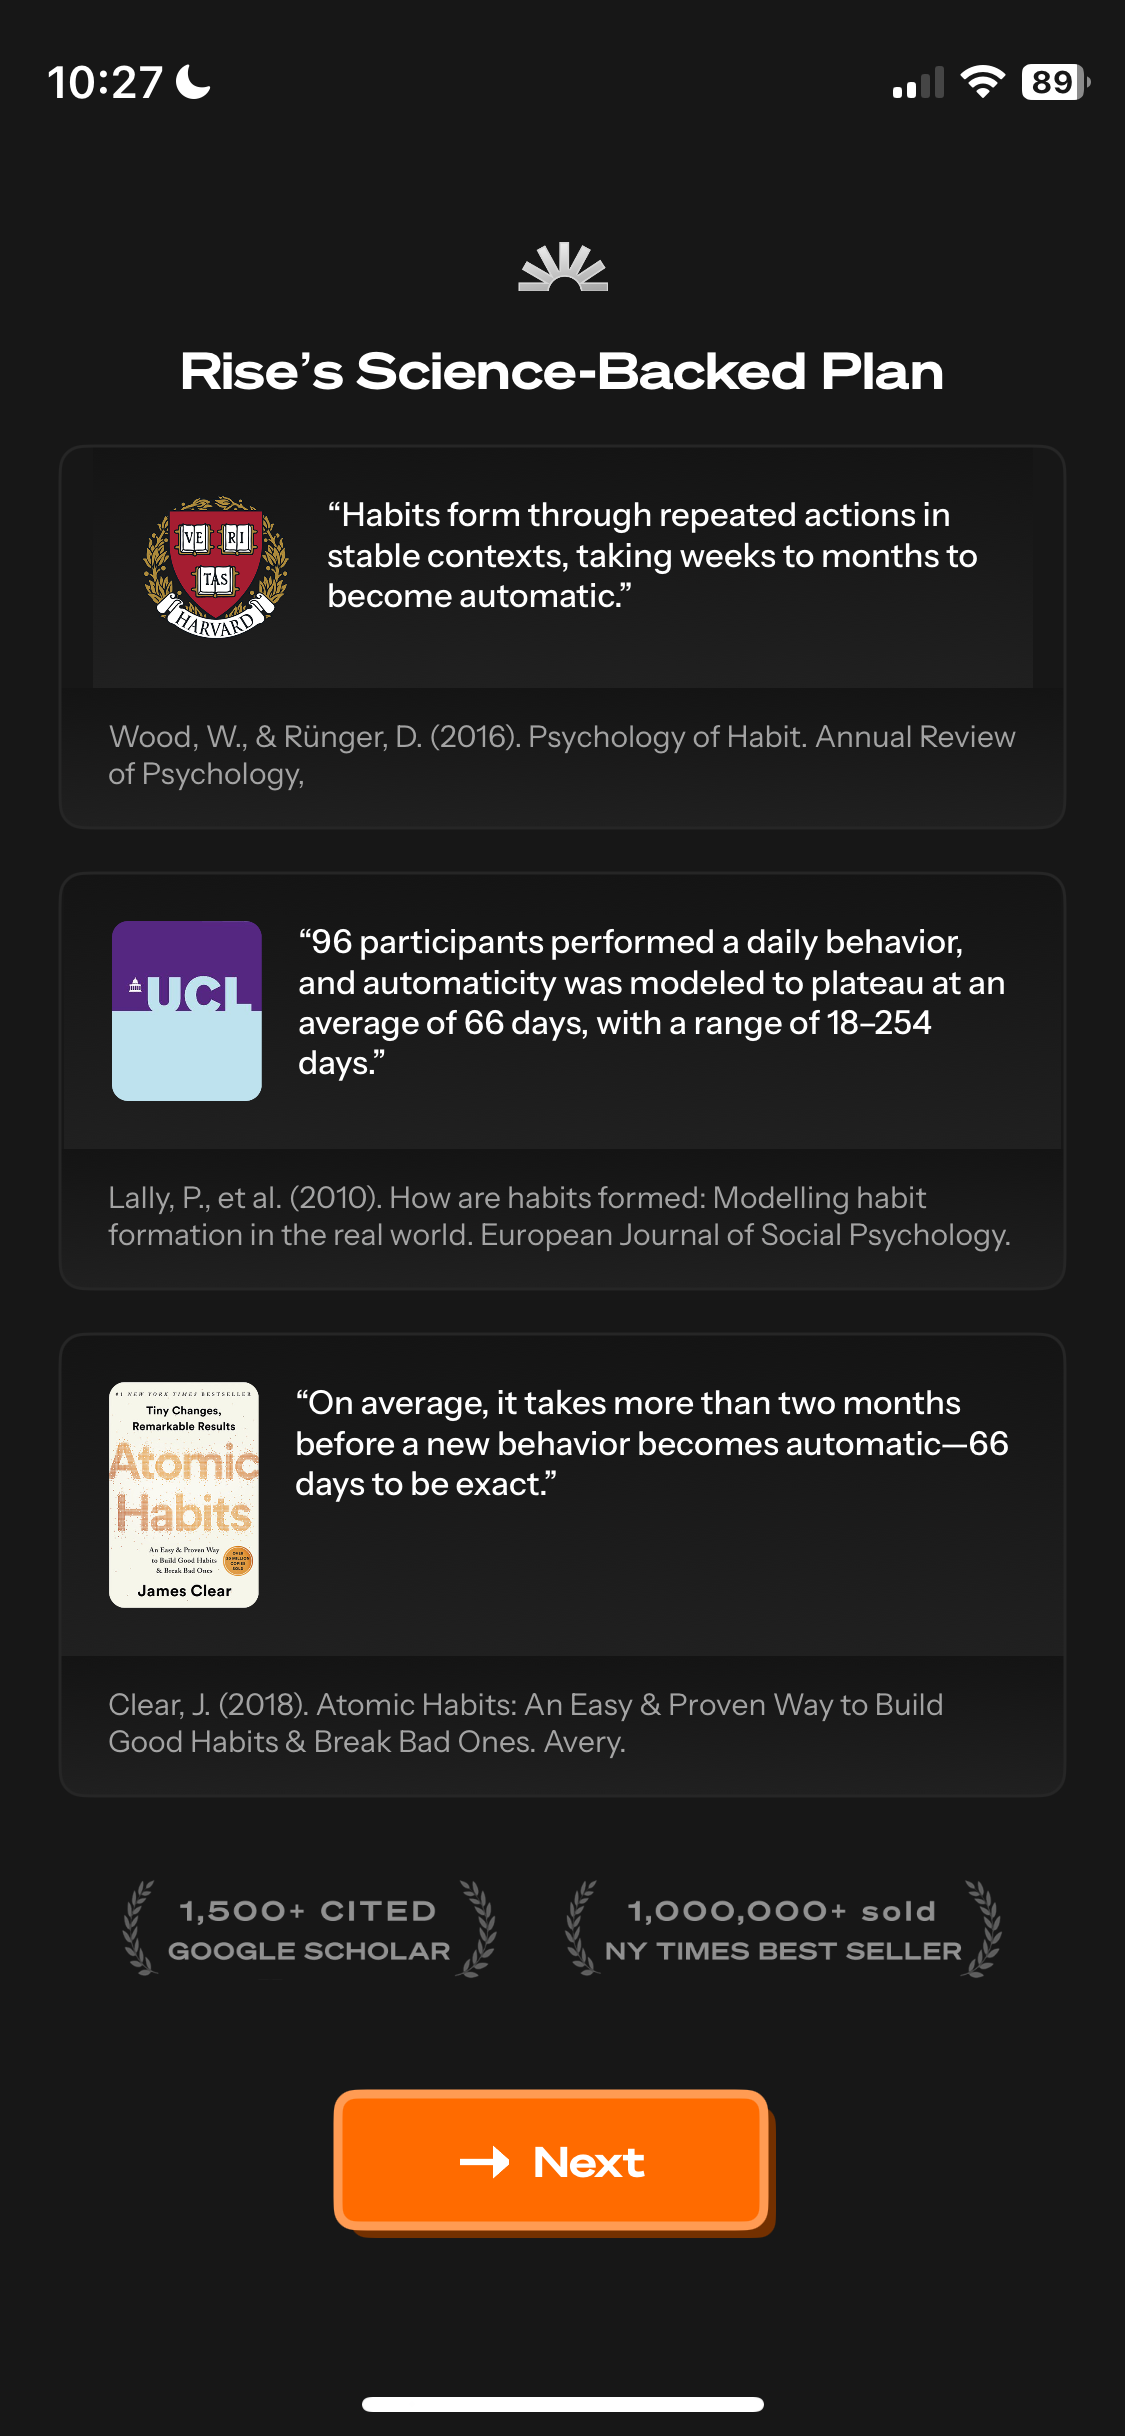 10:27
89
Rise’s Science-Backed Plan
VE RI
TAS
HARVARD
“Habits form through repeated actions in
stable contexts, taking weeks to months to
become automatic.”
Wood, W., & Rünger, D. (2016). Psychology of Habit. Annual Review
of Psychology,
UCL
“96 participants performed a daily behavior,
and automaticity was modeled to plateau at an
average of 66 days, with a range of 18–254
days.”
Lally, P., et al. (2010). How are habits formed: Modelling habit
formation in the real world. European Journal of Social Psychology.
#1 NEW YORK TIMES BESTSELLER
Tiny Changes,
Remarkable Results
Atomic
Habits
An Easy & Proven Way
to Build Good Habits
& Break Bad Ones
James Clear
“On average, it takes more than two months
before a new behavior becomes automatic—66
days to be exact.”
Clear, J. (2018). Atomic Habits: An Easy & Proven Way to Build
Good Habits & Break Bad Ones. Avery.
1,500+ CITED
GOOGLE SCHOLAR
1,000,000+ sold
NY TIMES BEST SELLER
→ Next